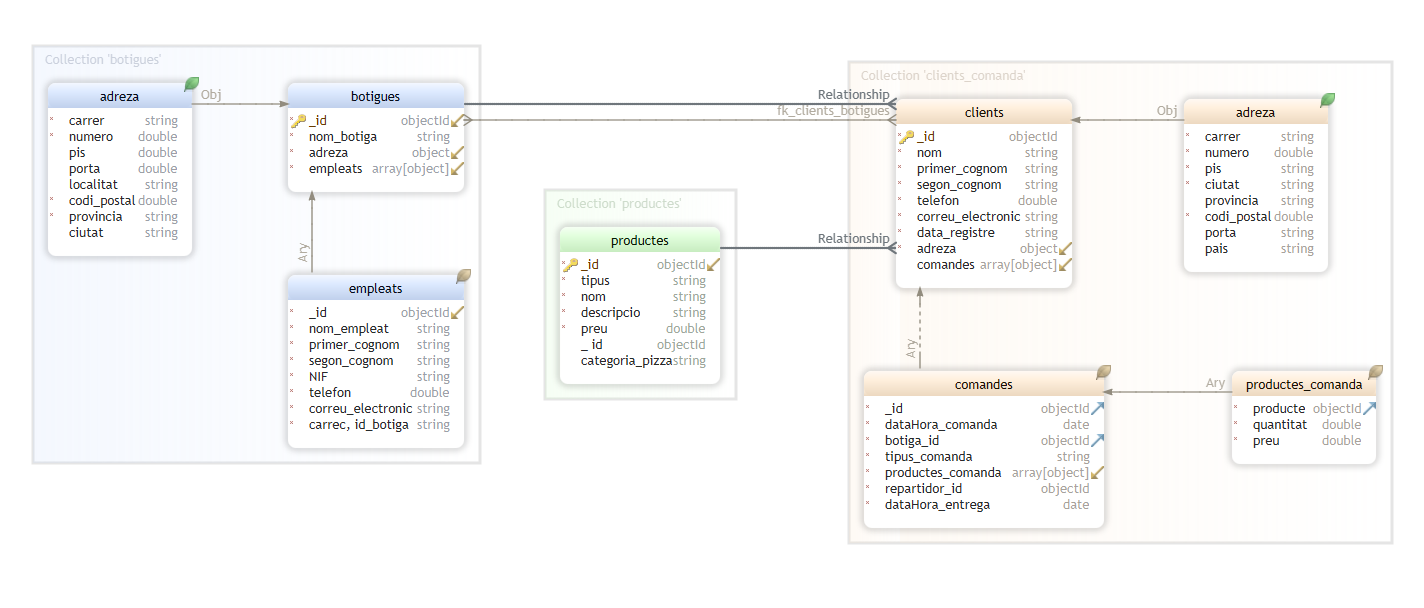 Collection 'botigues'
adreza
carrer string
numero double
pis double
porta double
localitat string
codi_postal double
provincia string
ciutat string
Obj
botigues
_id objectId
nom_botiga string
adreza object
empleats array[object]
Ary
empleats
_id objectId
nom_empleat string
primer_cognom string
segon_cognom string
NIF string
telefon double
correu_electronic string
carrec, id_botiga string
Collection 'productes'
productes
_id objectId
tipus string
nom string
descripcio string
preu double
_ id objectId
categoria_pizza string
Relationship
fk_clients_botigues
Relationship
Collection 'clients_comanda'
clients
_id objectId
nom string
primer_cognom string
segon_cognom string
telefon double
correu_electronic string
data_registre string
adreza object
comandes array[object]
Obj
adreza
carrer string
numero double
pis string
ciutat string
provincia string
codi_postal double
porta string
pais string
Ary
comandes
_id objectId
dataHora_comanda date
botiga_id objectId
tipus_comanda string
productes_comanda array[object]
repartidor_id objectId
dataHora_entrega date
Ary
productes_comanda
producte objectId
quantitat double
preu double